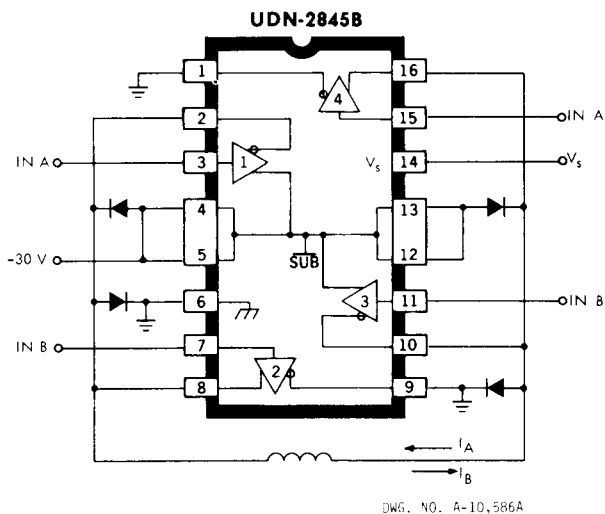 UDN-2845B
1 16
4
2 15 IN A
IN A 3 1 Vs 14 Vs
4 13
-30 V 5 SUB 12
6 3 11 IN B
IN B 7 10
2
8 9
IA
IB
DWG. NO. A-10,586A